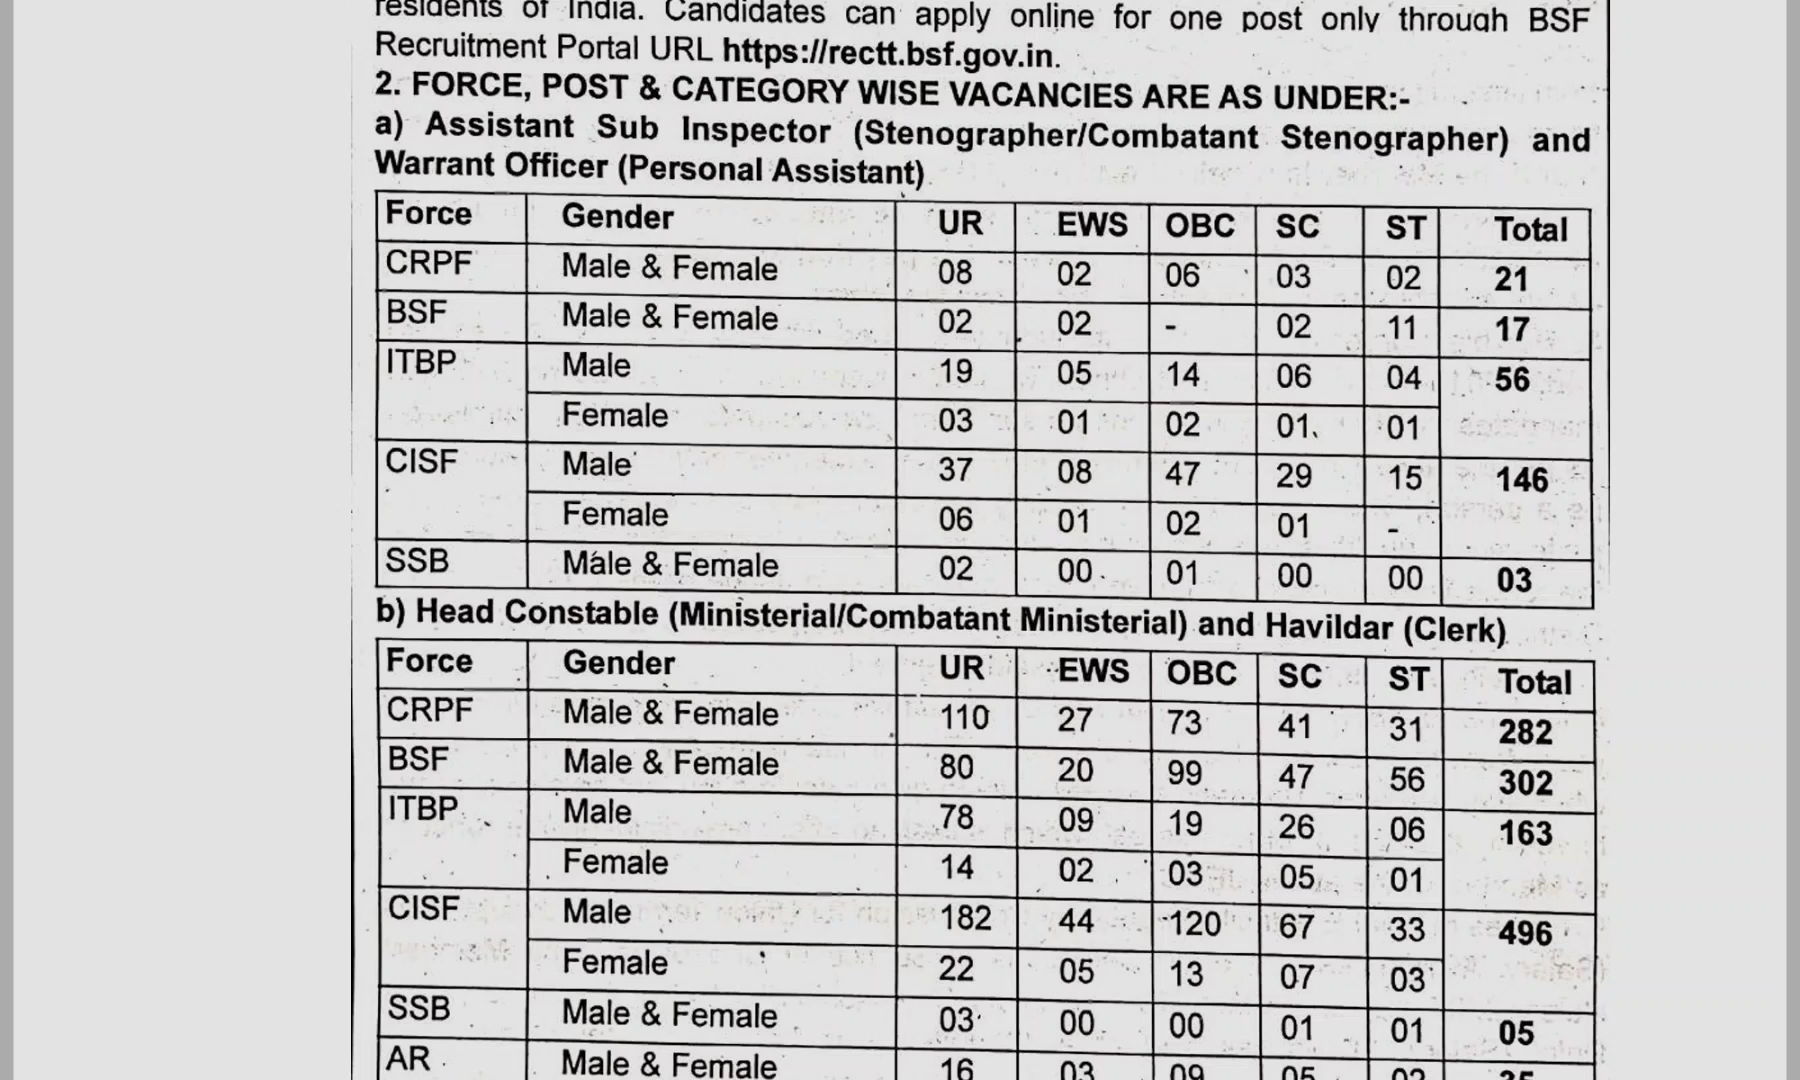 residents of India. Candidates can apply online for one post only through BSF
Recruitment Portal URL https://rectt.bsf.gov.in.
2. FORCE, POST & CATEGORY WISE VACANCIES ARE AS UNDER:-
a) Assistant Sub Inspector (Stenographer/Combatant Stenographer) and
Warrant Officer (Personal Assistant)
Force Gender UR EWS OBC SC ST Total
CRPF Male & Female 08 02 06 03 02 21
BSF Male & Female 02 02 - 02 11 17
ITBP Male 19 05 14 06 04 56
Female 03 01 02 01 01
CISF Male 37 08 47 29 15 146
Female 06 01 02 01 -
SSB Male & Female 02 00 01 00 00 03
b) Head Constable (Ministerial/Combatant Ministerial) and Havildar (Clerk)
Force Gender UR EWS OBC SC ST Total
CRPF Male & Female 110 27 73 41 31 282
BSF Male & Female 80 20 99 47 56 302
ITBP Male 78 09 19 26 06 163
Female 14 02 03 05 01
CISF Male 182 44 120 67 33 496
Female 22 05 13 07 03
SSB Male & Female 03 00 00 01 01 05
AR Male & Female 16 03 09 05 02 35